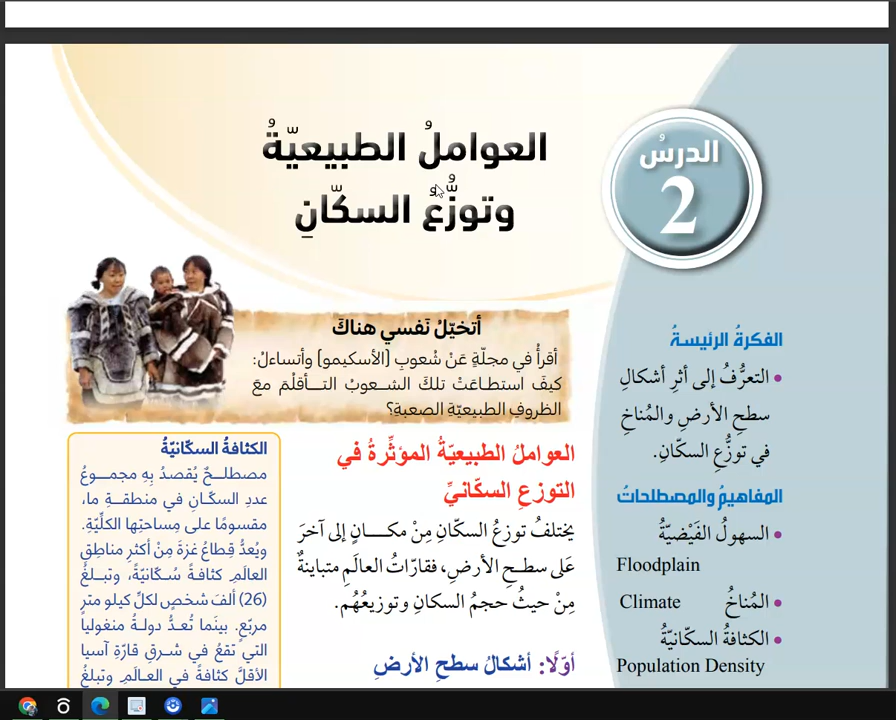 الدرسُ
2
العواملُ الطبيعيّةُ
وتوزُّعُ السكّانِ
الفكرةُ الرئيسةُ
• التعرُّفُ إلى أثرِ أشكالِ
سطحِ الأرضِ والمُناخِ
في توزُّعِ السكّانِ.
المفاهيمُ والمصطلحاتُ
• السهولُ الفَيْضيّةُ
Floodplain
• المُناخُ Climate
• الكثافةُ السكّانيّةُ
Population Density
أتخيّلُ نَفسي هناكَ
أقرأُ في مجلّةٍ عَنْ شُعوبِ (الأسكيمو) وأتساءلُ:
كيفَ استطاعَتْ تلكَ الشعوبُ التأقلُمَ معَ
الظروفِ الطبيعيّةِ الصعبةِ؟
العواملُ الطبيعيّةُ المؤثِّرةُ في
التوزعِ السكّانيِّ
يختلفُ توزعُ السكّانِ مِنْ مكانٍ إلى آخرَ
عَلى سطحِ الأرضِ، فقارّاتُ العالَمِ متباينةٌ
مِنْ حيثُ حجمُ السكانِ وتوزيعُهُم.
أوّلًا: أشكالُ سطحِ الأرضِ
الكثافةُ السكّانيّةُ
مصطلحٌ يُقصدُ بِهِ مجموعُ
عددِ السكّانِ في منطقةِ ما،
مقسومًا على مِساحتِها الكلّيّةِ.
ويُعدُّ قِطاعُ غزةَ مِنْ أكثرِ مناطقِ
العالَمِ كثافةً سُكّانيّةً، وتبلغُ
(26) ألفَ شخصٍ لكلِّ كيلو مترٍ
مربّعٍ. بينَما تُعدُّ دولةُ منغوليا
التي تقعُ في شرقِ قارّةِ آسيا
الأقلَّ كثافة في العالَمِ وتبلغُ